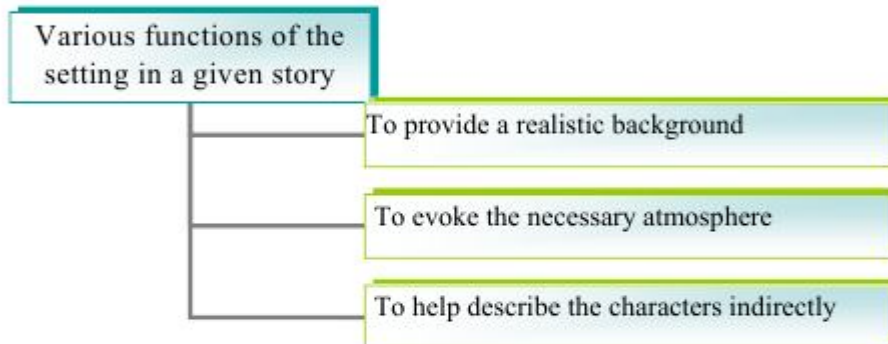 Various functions of the
setting in a given story
To provide a realistic background
To evoke the necessary atmosphere
To help describe the characters indirectly